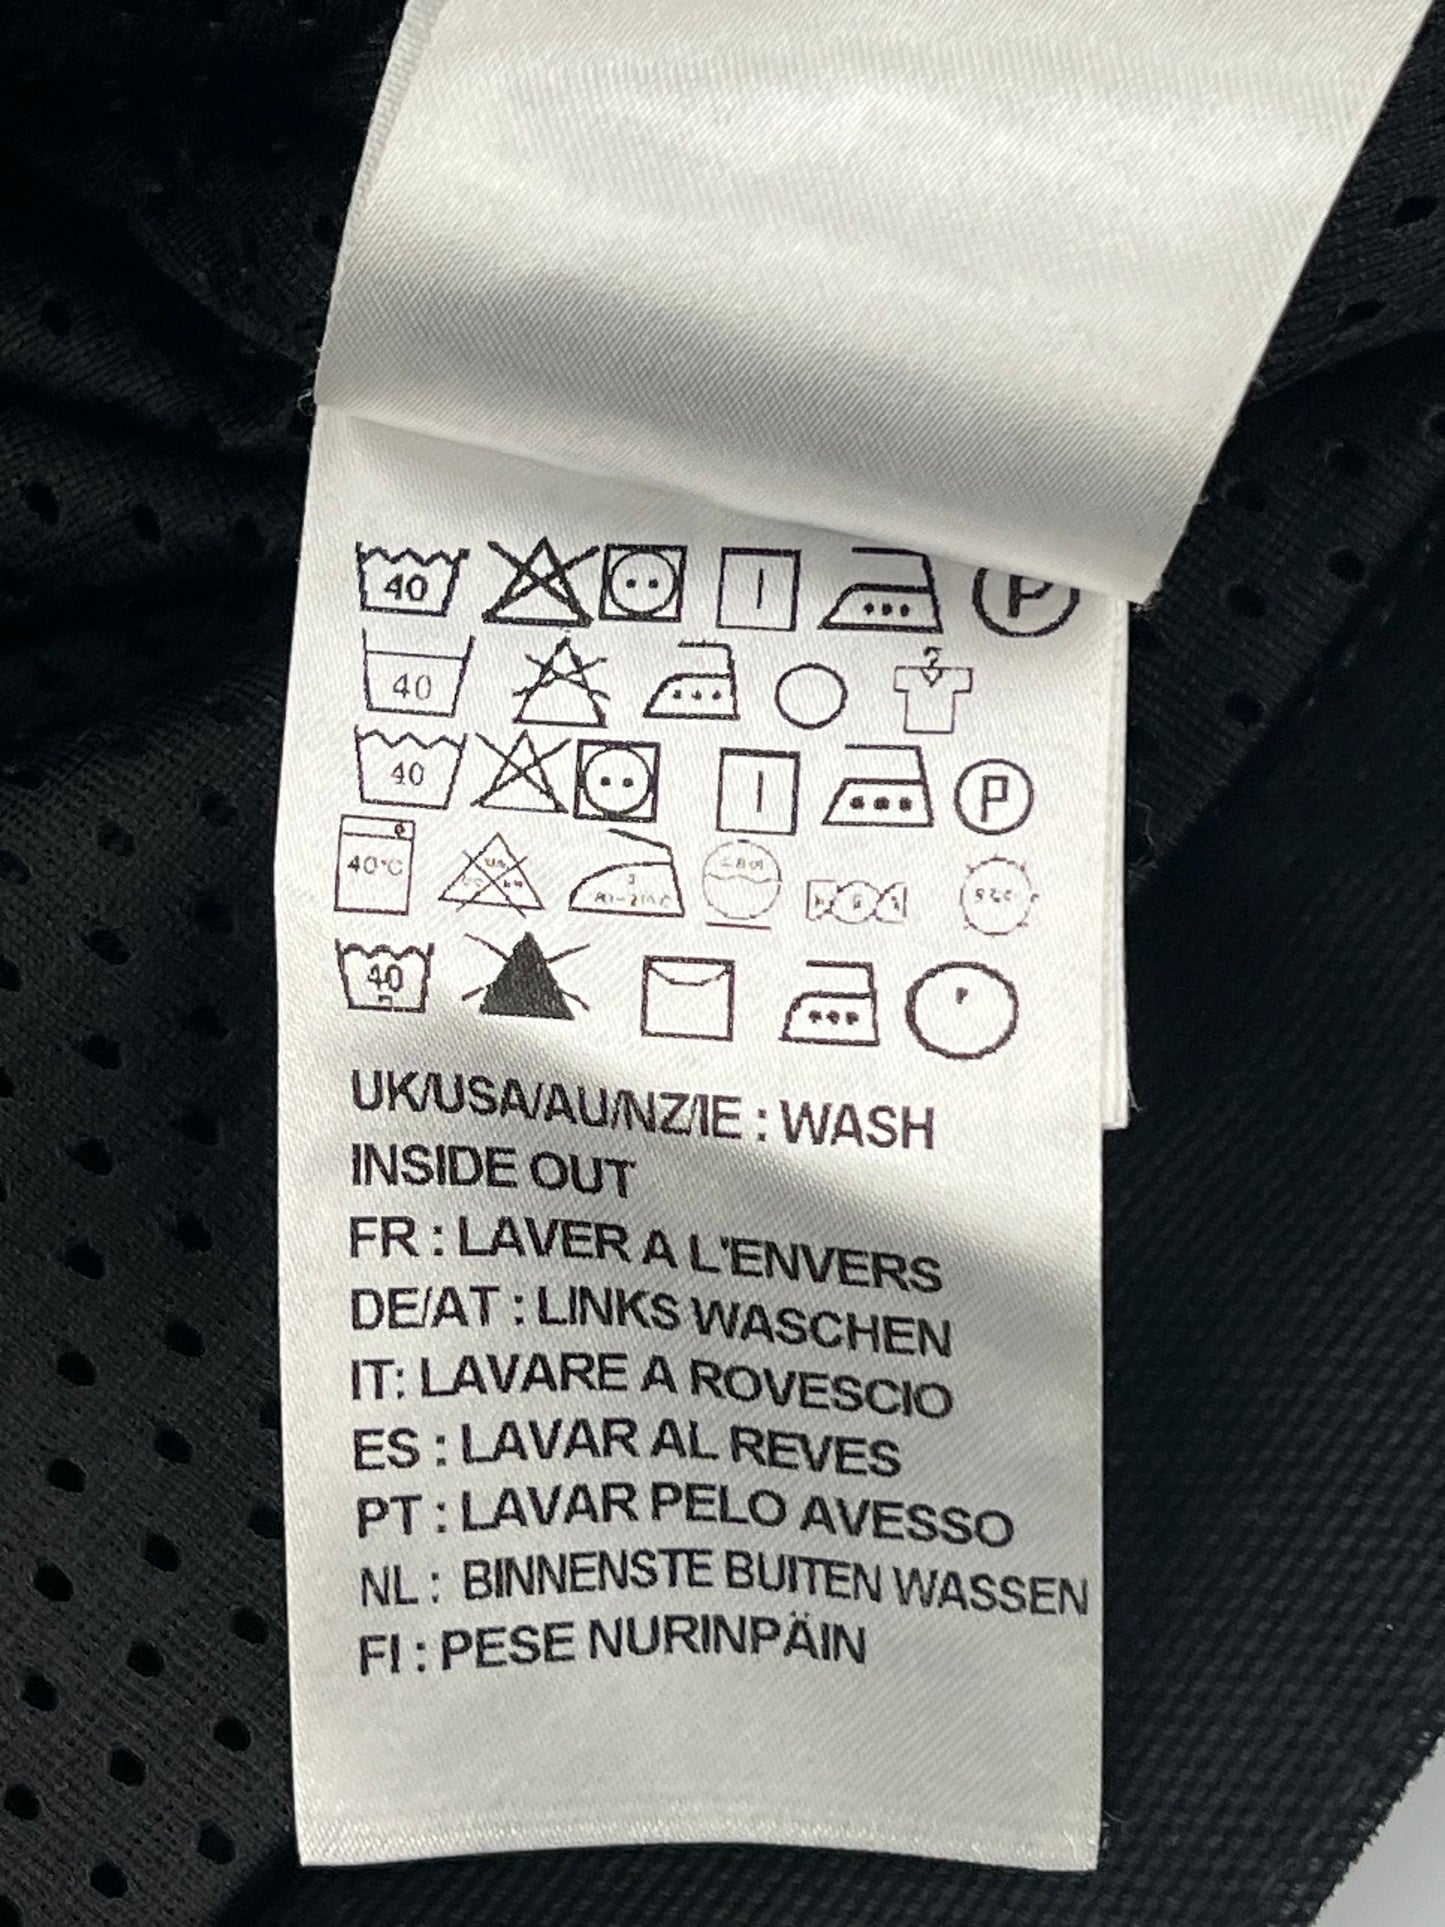 40 P
40
40 P
40°C
40 P
UK/USA/AU/NZ/IE : WASH
INSIDE OUT
FR : LAVER A L'ENVERS
DE/AT : LINKS WASCHEN
IT: LAVARE A ROVESCIO
ES : LAVAR AL REVES
PT : LAVAR PELO AVESSO
NL : BINNENSTE BUITEN WASSEN
FI : PESE NURINPÄIN